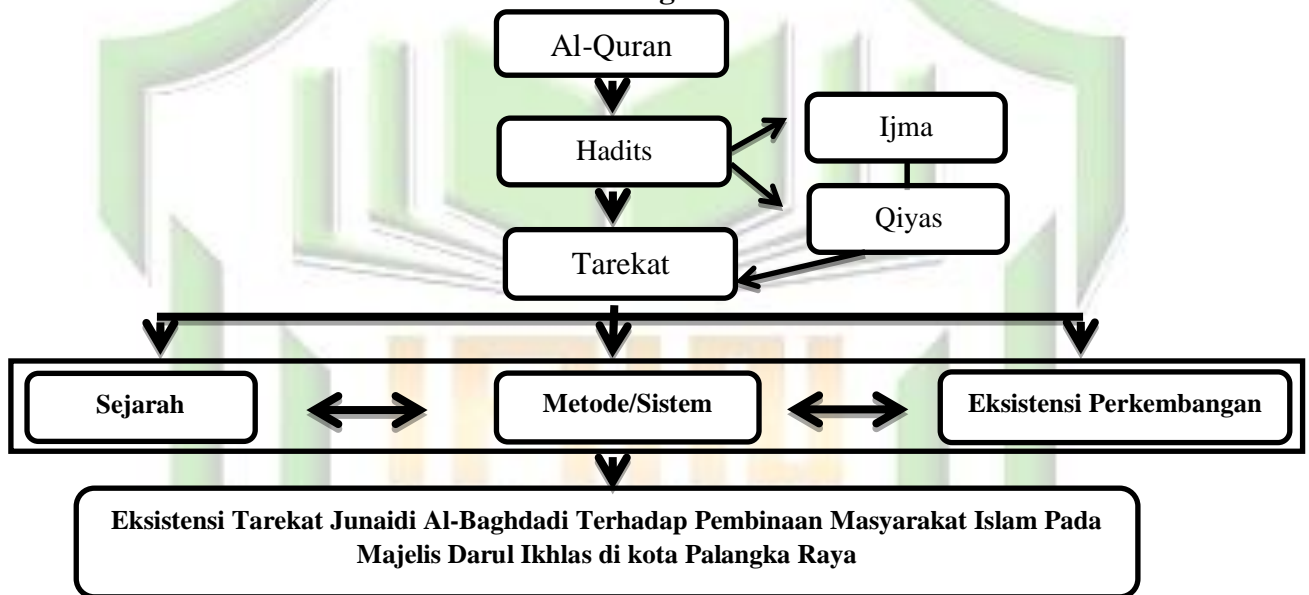 Al-Quran
Hadits
Ijma
Qiyas
Tarekat
Sejarah
Metode/Sistem
Eksistensi Perkembangan
Eksistensi Tarekat Junaidi Al-Baghdadi Terhadap Pembinaan Masyarakat Islam Pada
Majelis Darul Ikhlas di kota Palangka Raya